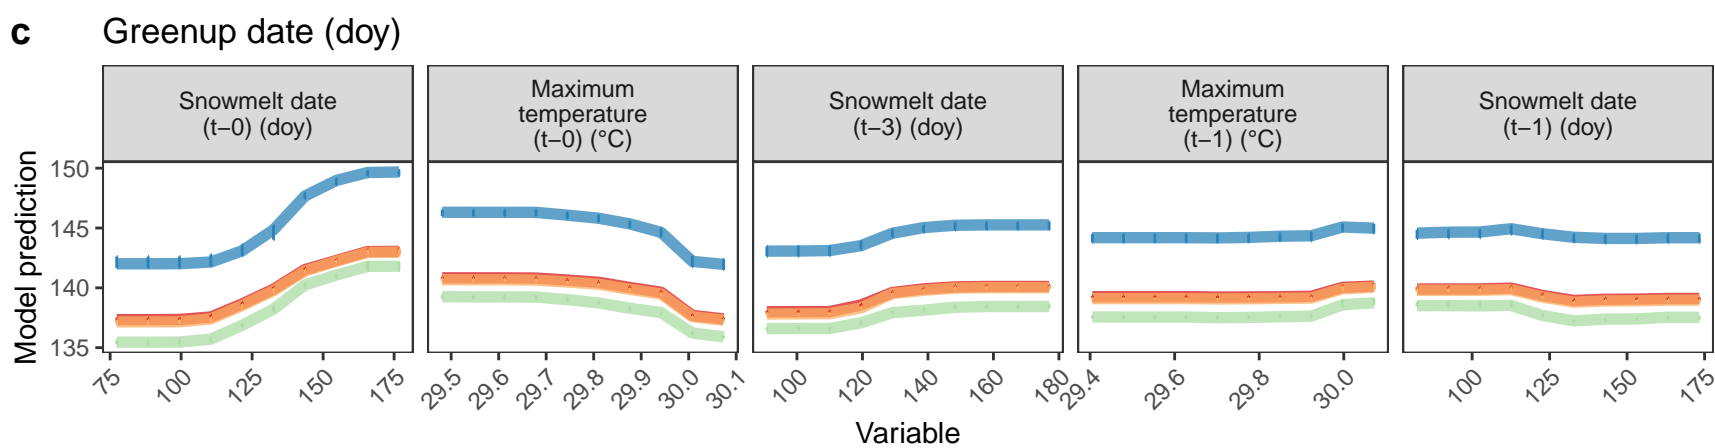 c Greenup date (doy)
Snowmelt date
(t−0) (doy)
Maximum
temperature
(t−0) (°C)
Snowmelt date
(t−3) (doy)
Maximum
temperature
(t−1) (°C)
Snowmelt date
(t−1) (doy)
Model prediction
150
145
140
135
75 100 125 150 175
29.5 29.6 29.7 29.8 29.9 30.0 30.1
100 120 140 160 180
29.4 29.6 29.8 30.0
100 125 150 175
Variable